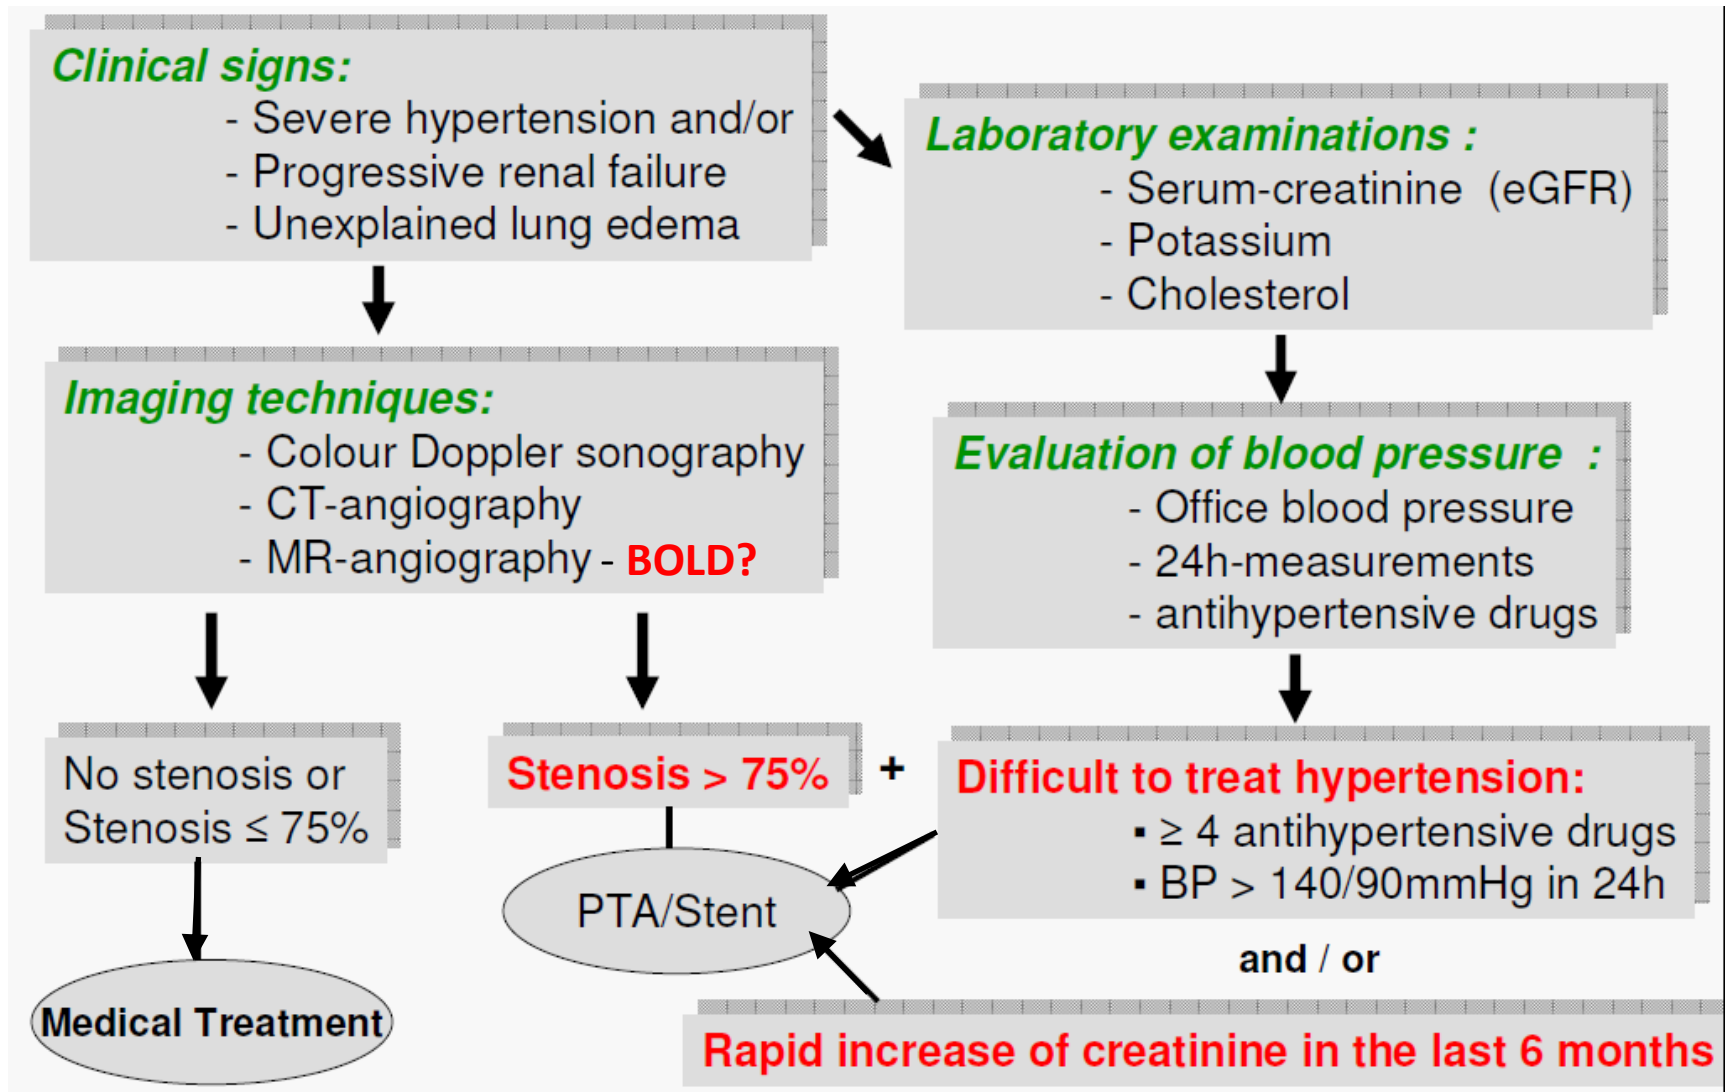 Clinical signs:
- Severe hypertension and/or
- Progressive renal failure
- Unexplained lung edema
Laboratory examinations :
- Serum-creatinine (eGFR)
- Potassium
- Cholesterol
Imaging techniques:
- Colour Doppler sonography
- CT-angiography
- MR-angiography - BOLD?
Evaluation of blood pressure :
- Office blood pressure
- 24h-measurements
- antihypertensive drugs
No stenosis or
Stenosis ≤ 75%
Stenosis > 75%
+
Difficult to treat hypertension:
▪ ≥ 4 antihypertensive drugs
▪ BP > 140/90mmHg in 24h
PTA/Stent
and / or
Medical Treatment
Rapid increase of creatinine in the last 6 months